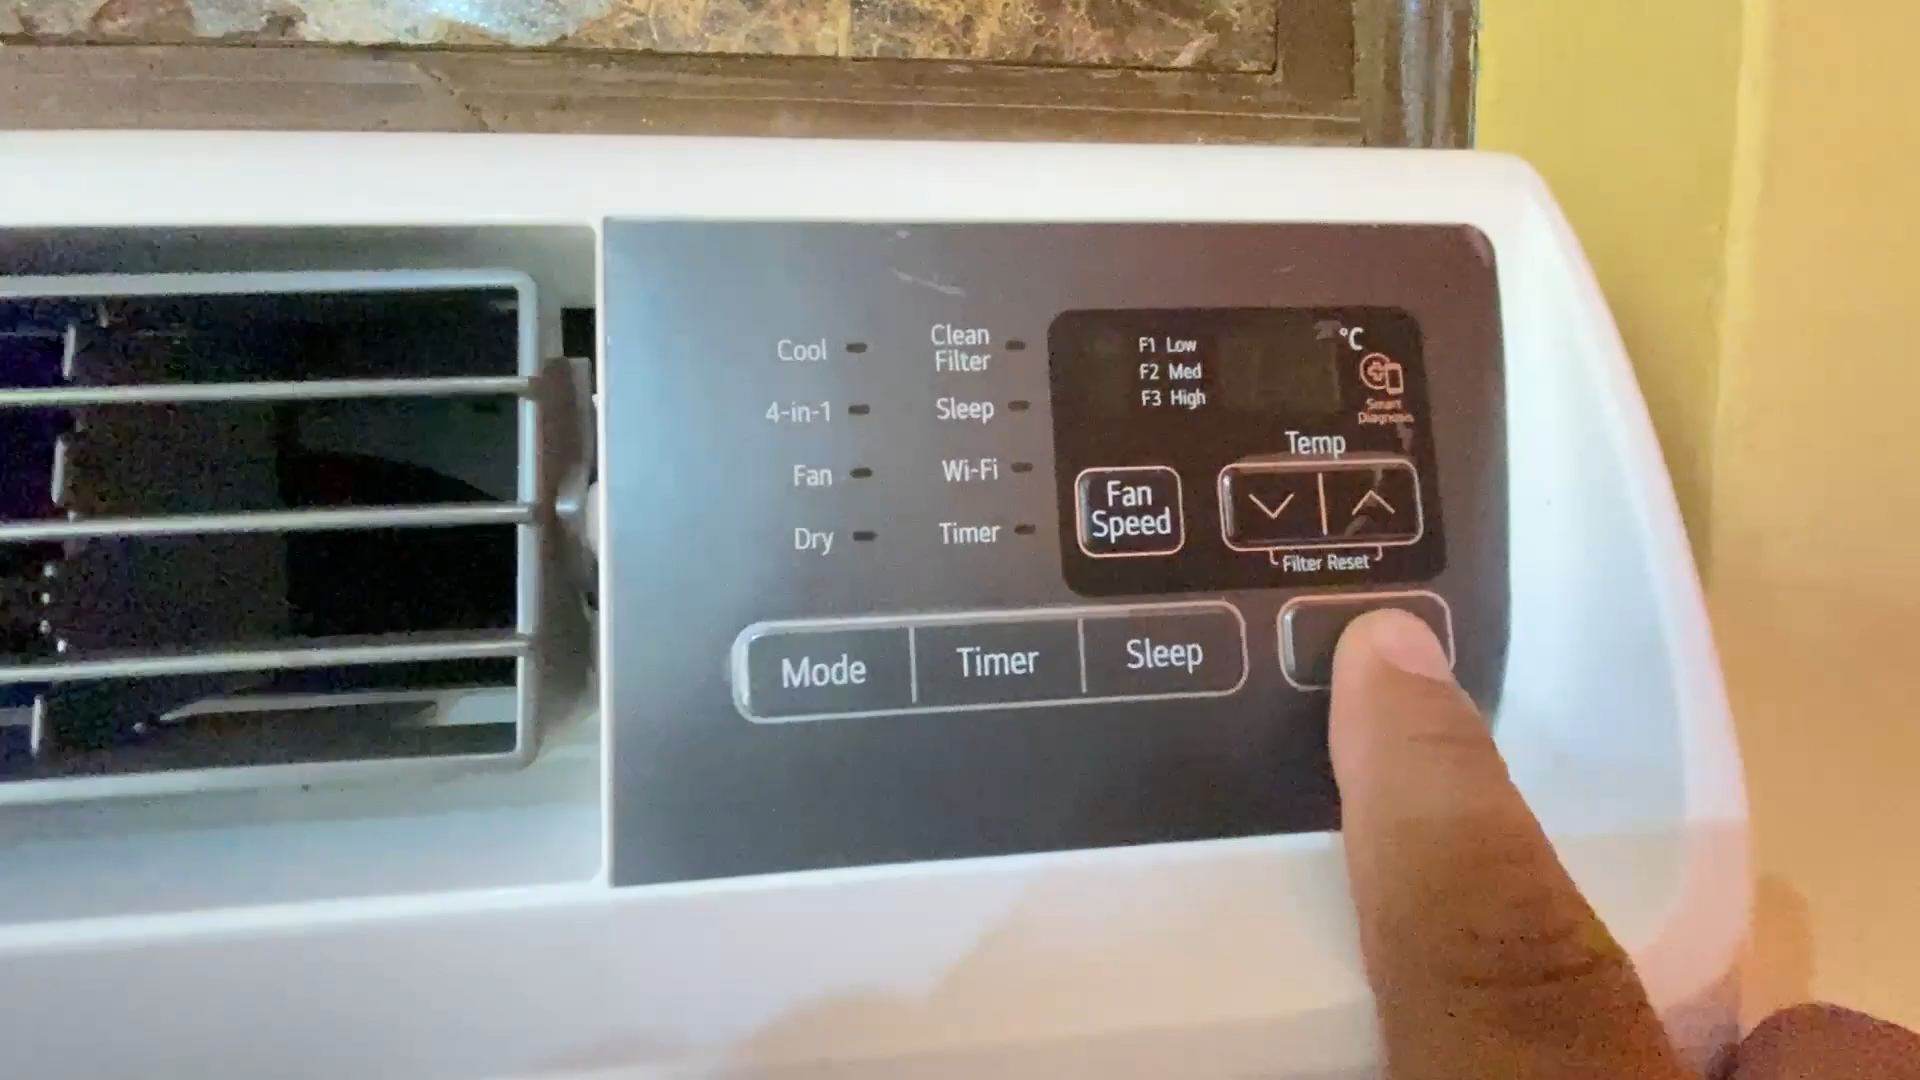 Cool
4-in-1
Fan
Dry
Clean
Filter
Sleep
Wi-Fi
Timer
F1 Low
F2 Med
F3 High
°C
Smart
Diagnosis
Temp
Fan
Speed
Filter Reset
Mode
Timer
Sleep